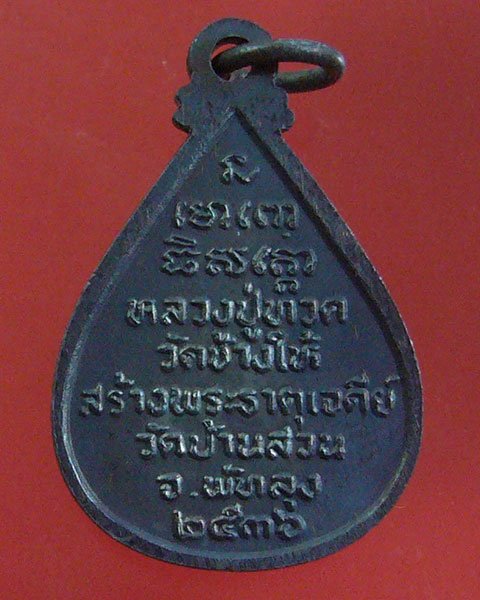 หลวงปู่ทวด
วัดช้างให้
สร้างพระธาตุเจดีย์
วัดบ้านสวน
จ.พัทลุง
๒๕๓๖